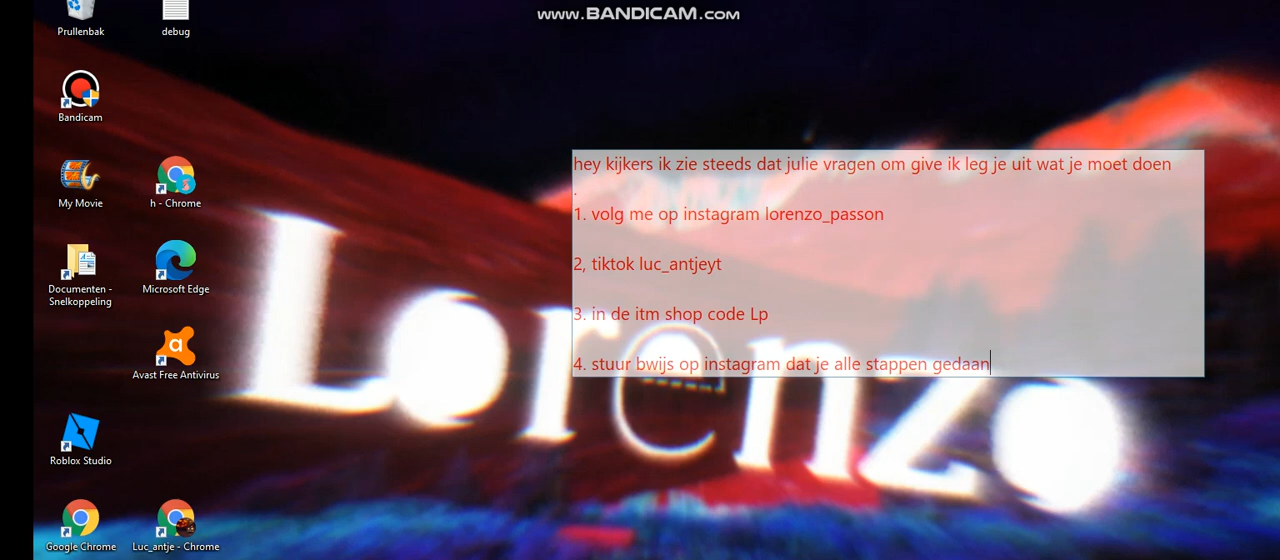 www.BANDICAM.com
Prullenbak
debug
Bandicam
My Movie
h - Chrome
Documenten -
Snelkoppeling
Microsoft Edge
Avast Free Antivirus
Roblox Studio
Google Chrome
Luc_antje - Chrome
hey kijkers ik zie steeds dat julie vragen om give ik leg je uit wat je moet doen
.
1. volg me op instagram lorenzo_passon
2, tiktok luc_antjeyt
3. in de itm shop code Lp
4. stuur bwijs op instagram dat je alle stappen gedaan
Lorenzo